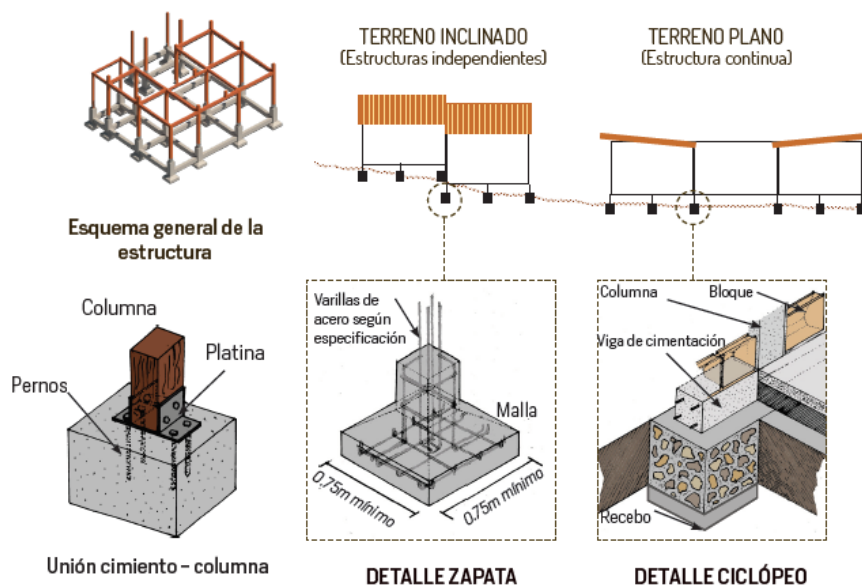 TERRENO INCLINADO
(Estructuras independientes)
TERRENO PLANO
(Estructura continua)
Esquema general de la
estructura
Columna
Platina
Pernos
Unión cimiento – columna
Varillas de
acero según
especificación
Malla
0,75m mínimo
0,75m mínimo
DETALLE ZAPATA
Columna
Bloque
Viga de cimentación
Recebo
DETALLE CICLÓPEO